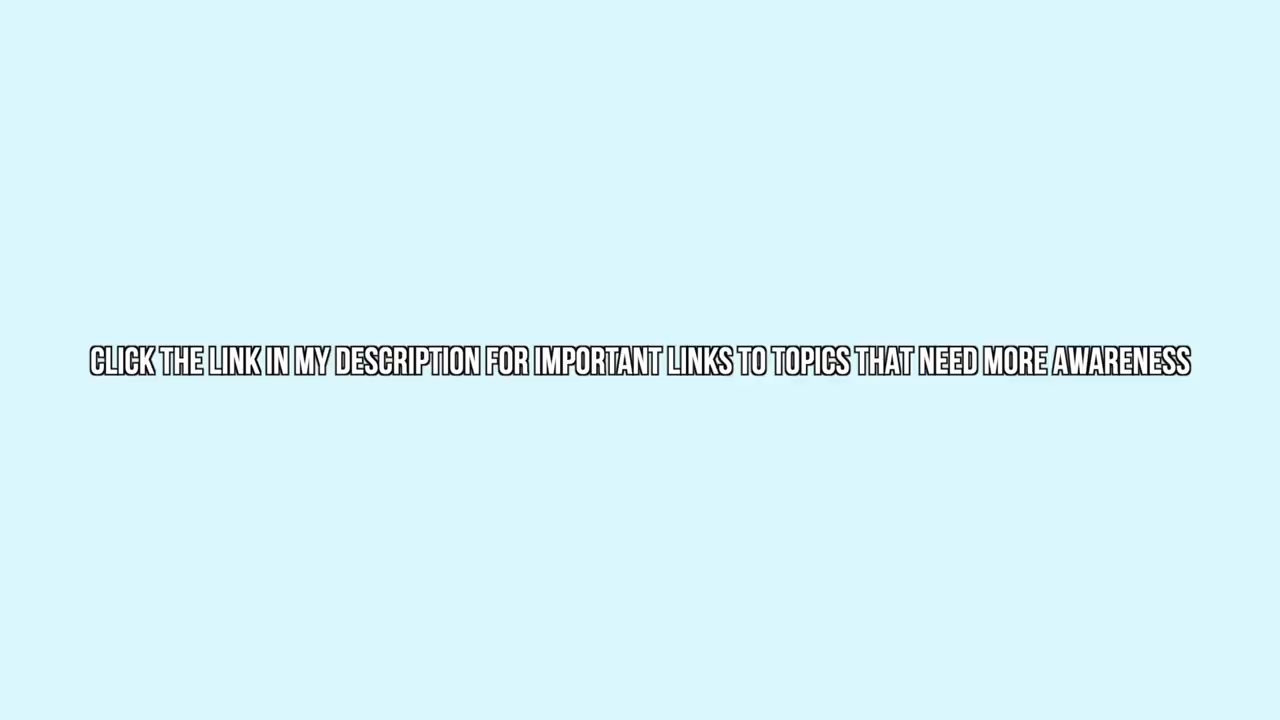 CLICK THE LINK IN MY DESCRIPTION FOR IMPORTANT LINKS TO TOPICS THAT NEED MORE AWARENESS